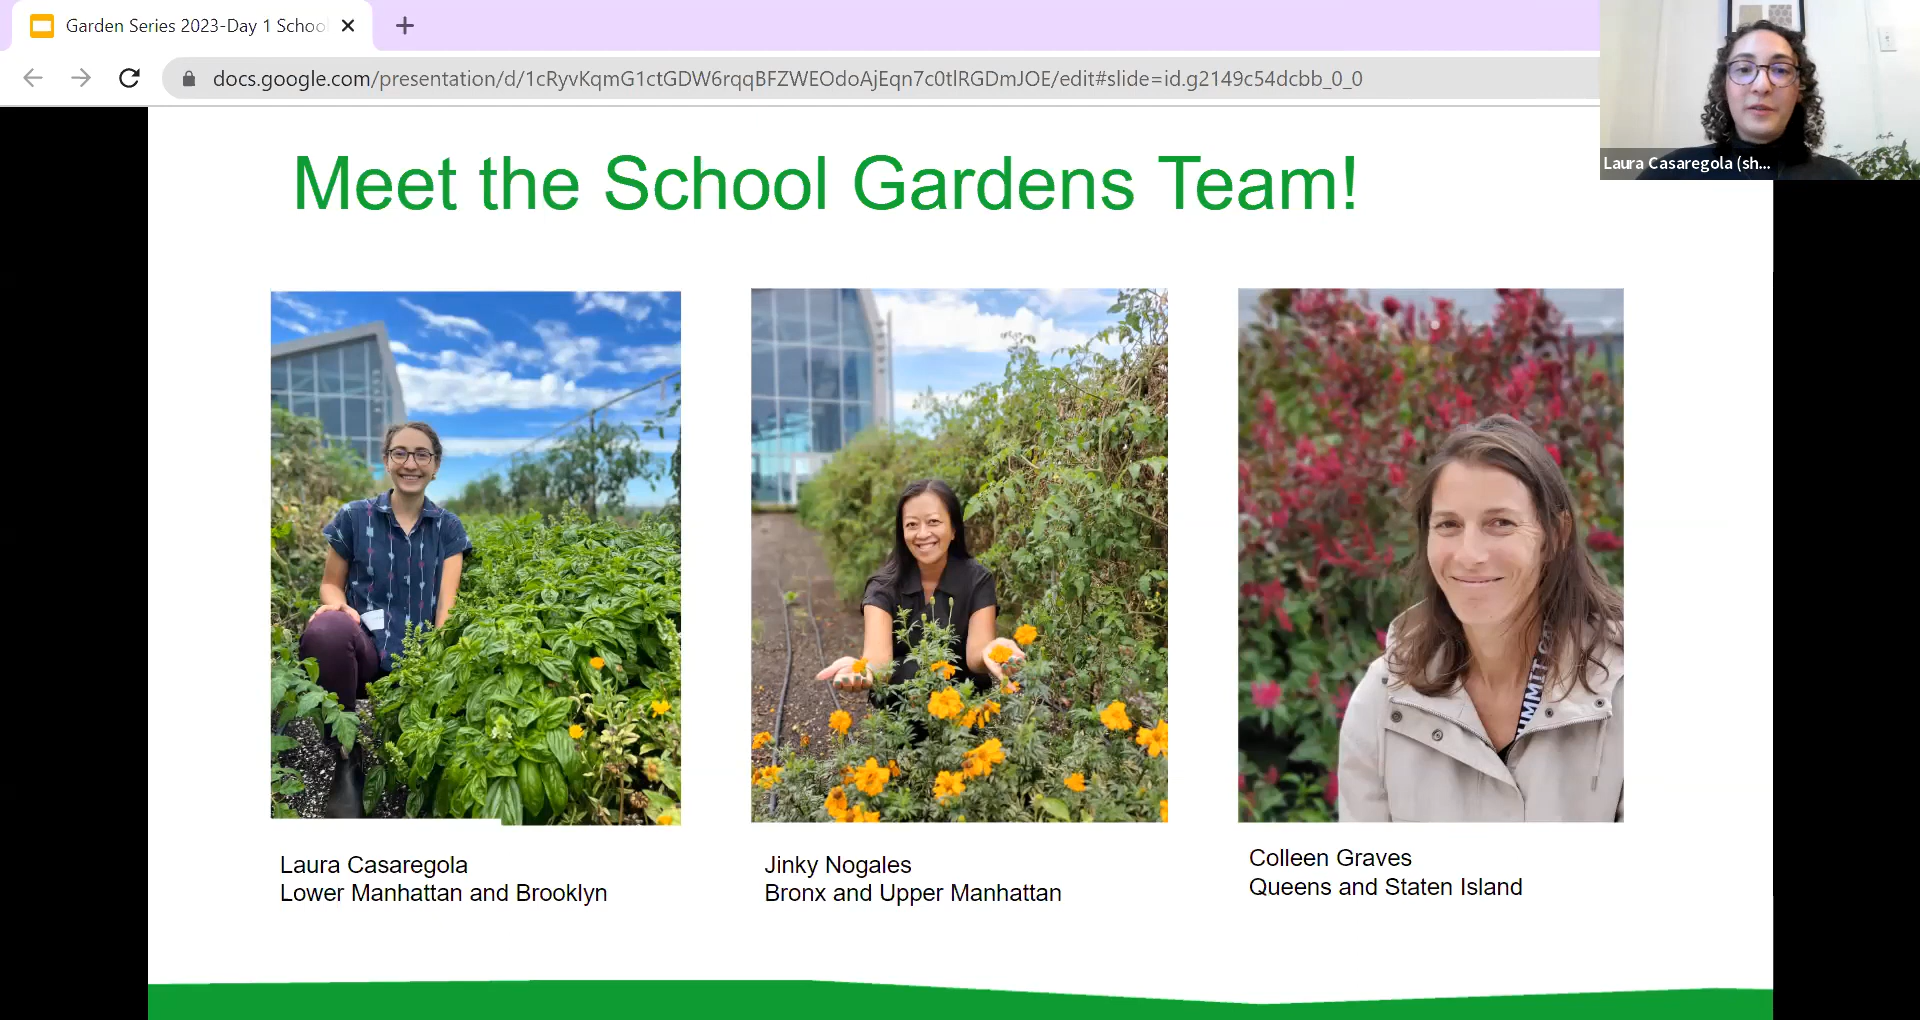 Garden Series 2023-Day 1 Schoo
docs.google.com/presentation/d/1cRyvKqmG1ctGDW6rqqBFZWEOdoAjEqn7c0tlRGDmJOE/edit#slide=id.g2149c54dcbb_0_0
Laura Casaregola (sh...
Meet the School Gardens Team!
Laura Casaregola
Lower Manhattan and Brooklyn
Jinky Nogales
Bronx and Upper Manhattan
Colleen Graves
Queens and Staten Island